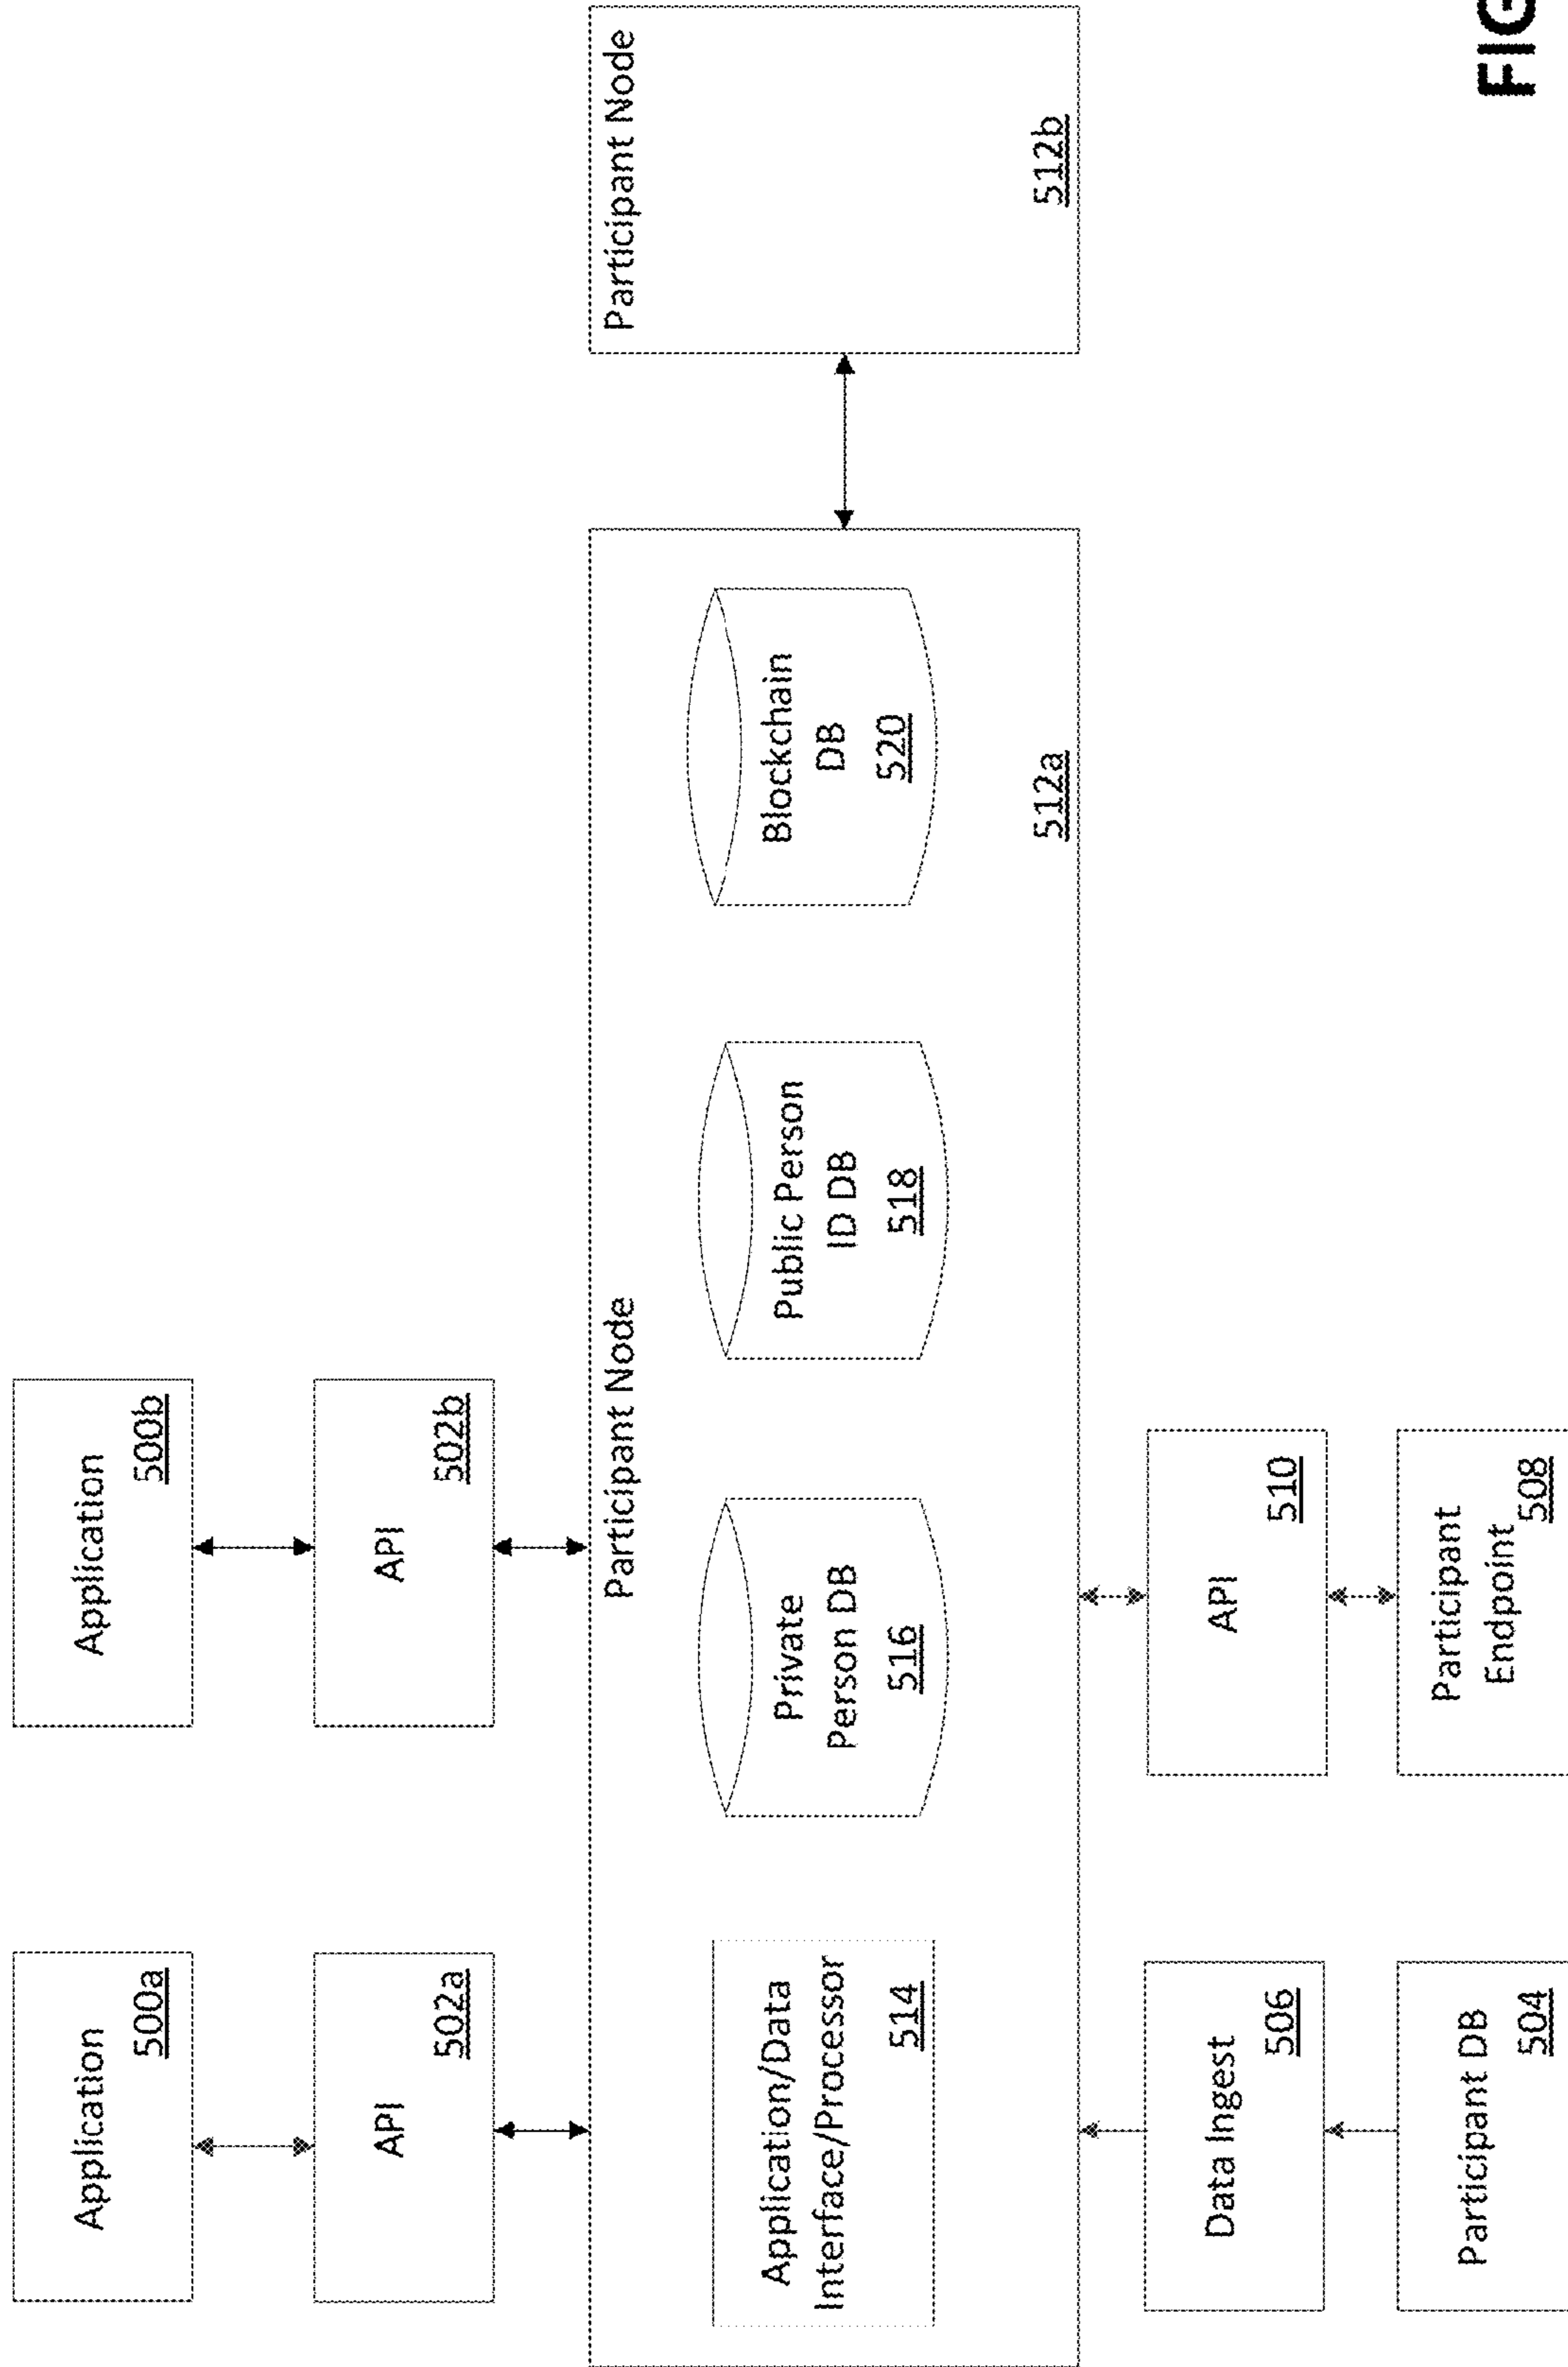 Application
500a
Application
500b
API
502a
API
502b
Participant Node
Participant Node
Application/Data
Interface/Processor
514
Private
Person DB
516
Public Person
ID DB
518
Blockchain
DB
520
512a
512b
Data Ingest
506
API
510
Participant DB
504
Participant
Endpoint
508
FIG